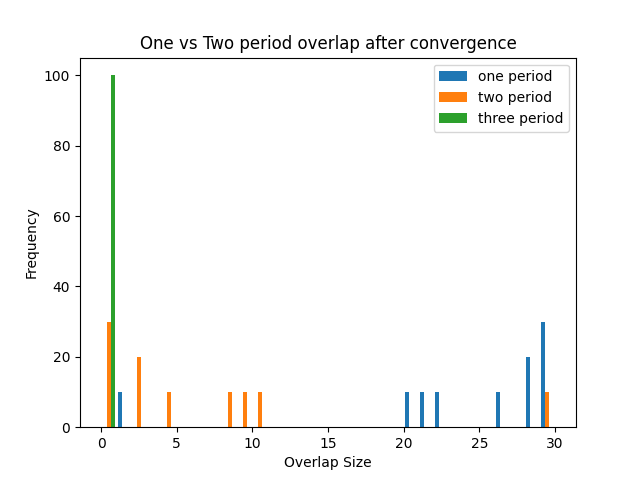 One vs Two period overlap after convergence
one period
two period
three period
100
80
60
40
20
0
Frequency
0 5 10 15 20 25 30
Overlap Size